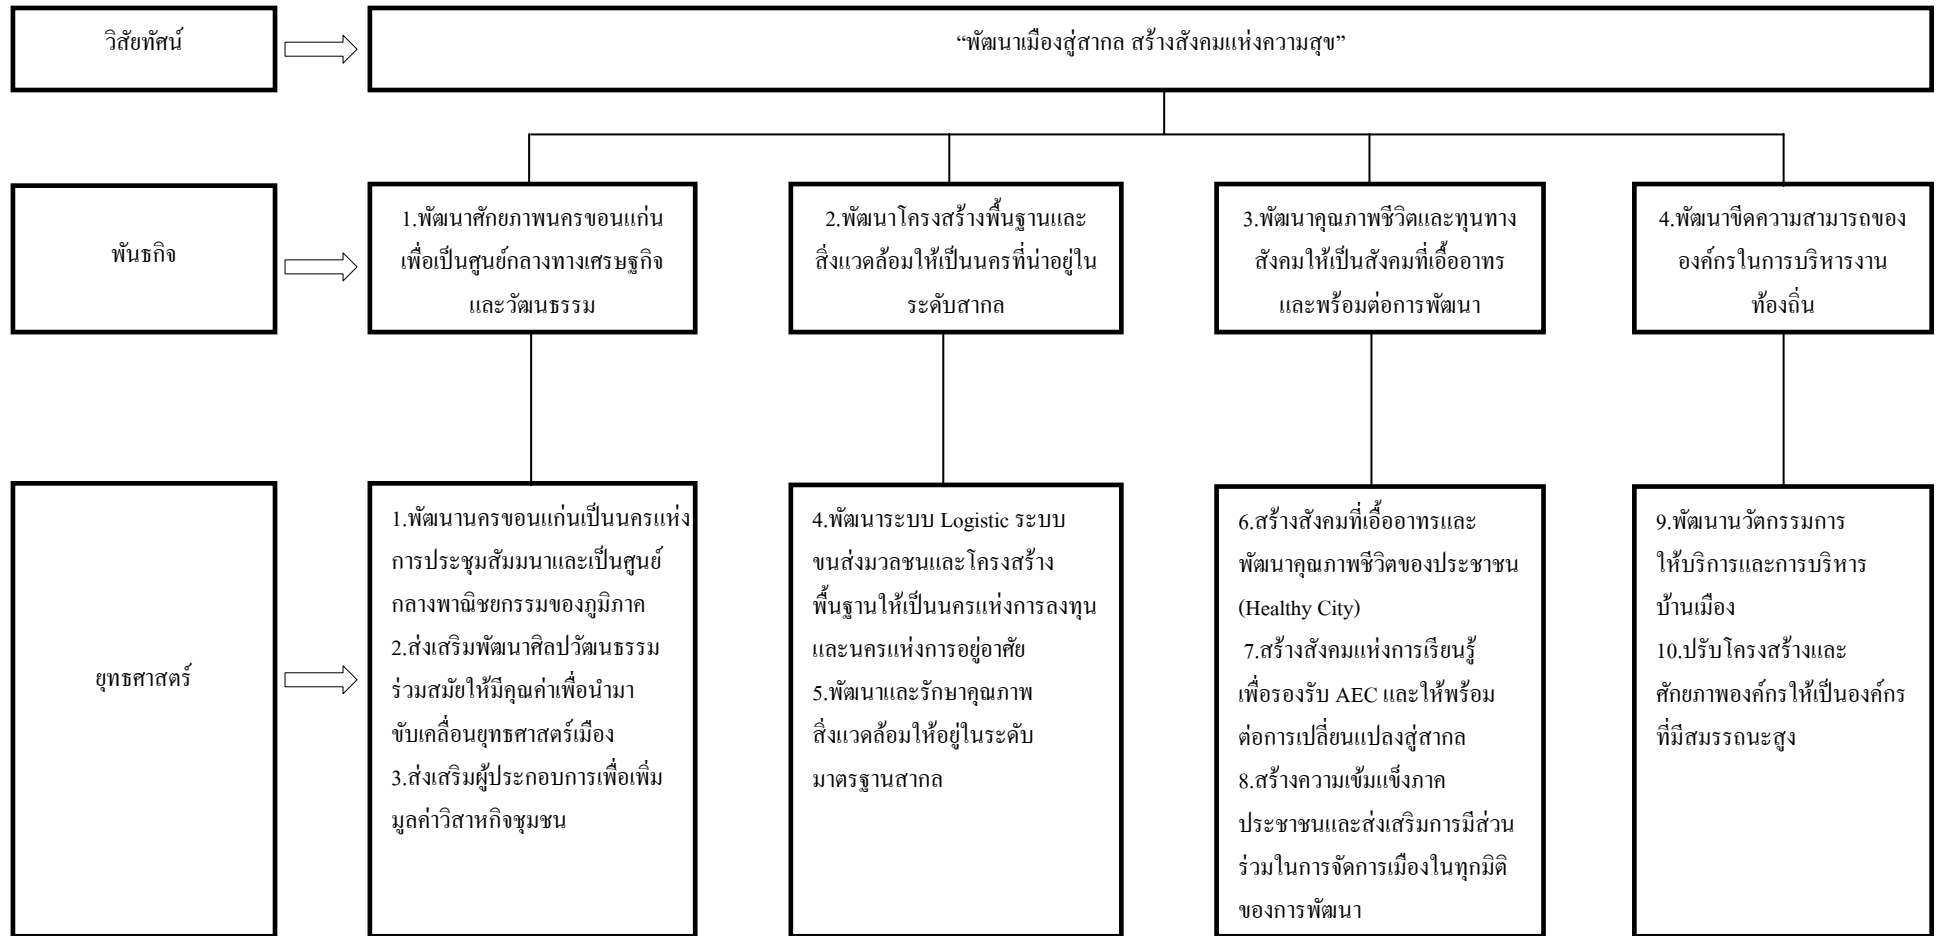 วิสัยทัศน์
“พัฒนาเมืองสู่สากล สร้างสังคมแห่งความสุข”
พันธกิจ
1.พัฒนาศักยภาพนครขอนแก่น
เพื่อเป็นศูนย์กลางทางเศรษฐกิจ
และวัฒนธรรม
2.พัฒนาโครงสร้างพื้นฐานและ
สิ่งแวดล้อมให้เป็นนครที่น่าอยู่ใน
ระดับสากล
3.พัฒนาคุณภาพชีวิตและทุนทาง
สังคมให้เป็นสังคมที่เอื้ออาทร
และพร้อมต่อการพัฒนา
4.พัฒนาขีดความสามารถของ
องค์กรในการบริหารงาน
ท้องถิ่น
ยุทธศาสตร์
1.พัฒนานครขอนแก่นเป็นนครแห่ง
การประชุมสัมมนาและเป็นศูนย์
กลางพาณิชยกรรมของภูมิภาค
2.ส่งเสริมพัฒนาศิลปวัฒนธรรม
ร่วมสมัยให้มีคุณค่าเพื่อนำมา
ขับเคลื่อนยุทธศาสตร์เมือง
3.ส่งเสริมผู้ประกอบการเพื่อเพิ่ม
มูลค่าวิสาหกิจชุมชน
4.พัฒนาระบบ Logistic ระบบ
ขนส่งมวลชนและโครงสร้าง
พื้นฐานให้เป็นนครแห่งการลงทุน
และนครแห่งการอยู่อาศัย
5.พัฒนาและรักษาคุณภาพ
สิ่งแวดล้อมให้อยู่ในระดับ
มาตรฐานสากล
6.สร้างสังคมที่เอื้ออาทรและ
พัฒนาคุณภาพชีวิตของประชาชน
(Healthy City)
7.สร้างสังคมแห่งการเรียนรู้
เพื่อรองรับ AEC และให้พร้อม
ต่อการเปลี่ยนแปลงสู่สากล
8.สร้างความเข้มแข็งภาค
ประชาชนและส่งเสริมการมีส่วน
ร่วมในการจัดการเมืองในทุกมิติ
ของการพัฒนา
9.พัฒนานวัตกรรมการ
ให้บริการและการบริหาร
บ้านเมือง
10.ปรับโครงสร้างและ
ศักยภาพองค์กรให้เป็นองค์กร
ที่มีสมรรถนะสูง